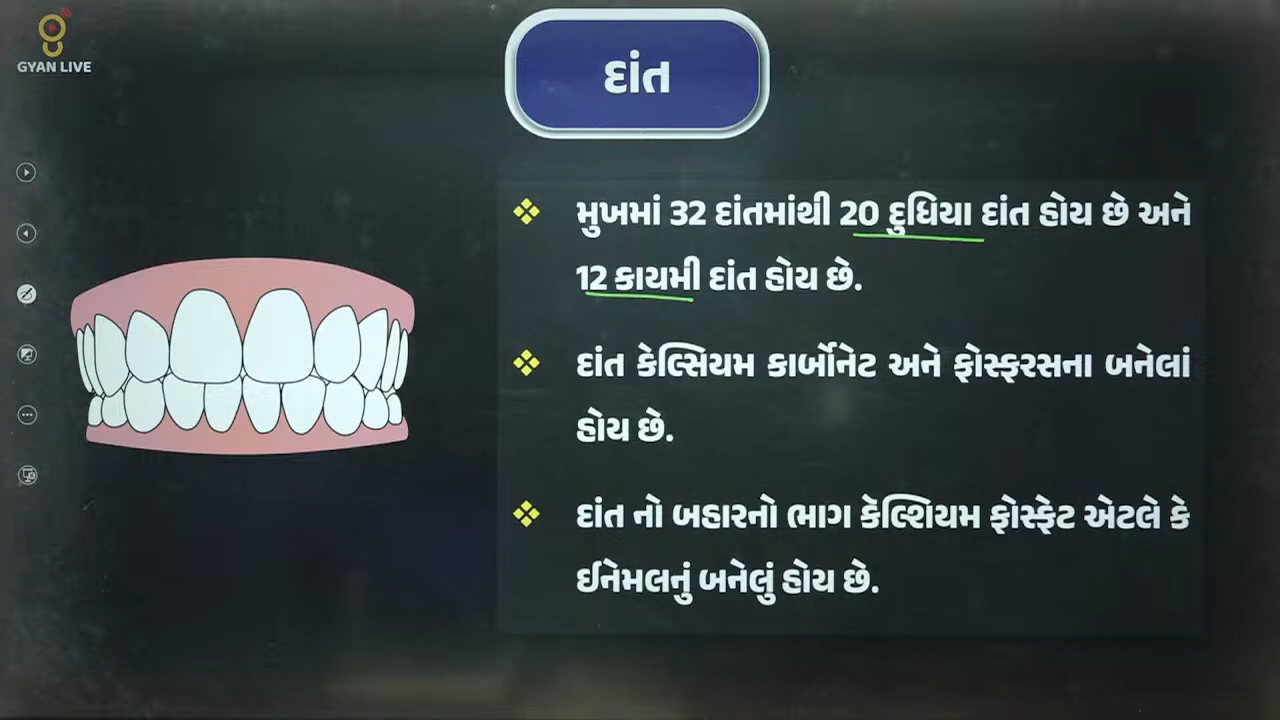 GYAN LIVE
દાંત
મુખમાં 32 દાંતમાંથી 20 દુધિયા દાંત હોય છે અને
12 કાયમી દાંત હોય છે.
દાંત કેલ્સિયમ કાર્બોનેટ અને ફોસ્ફરસના બનેલાં
હોય છે.
દાંત નો બહારનો ભાગ કેલ્શિયમ ફોસ્ફેટ એટલે કે
ઈનેમલનું બનેલું હોય છે.